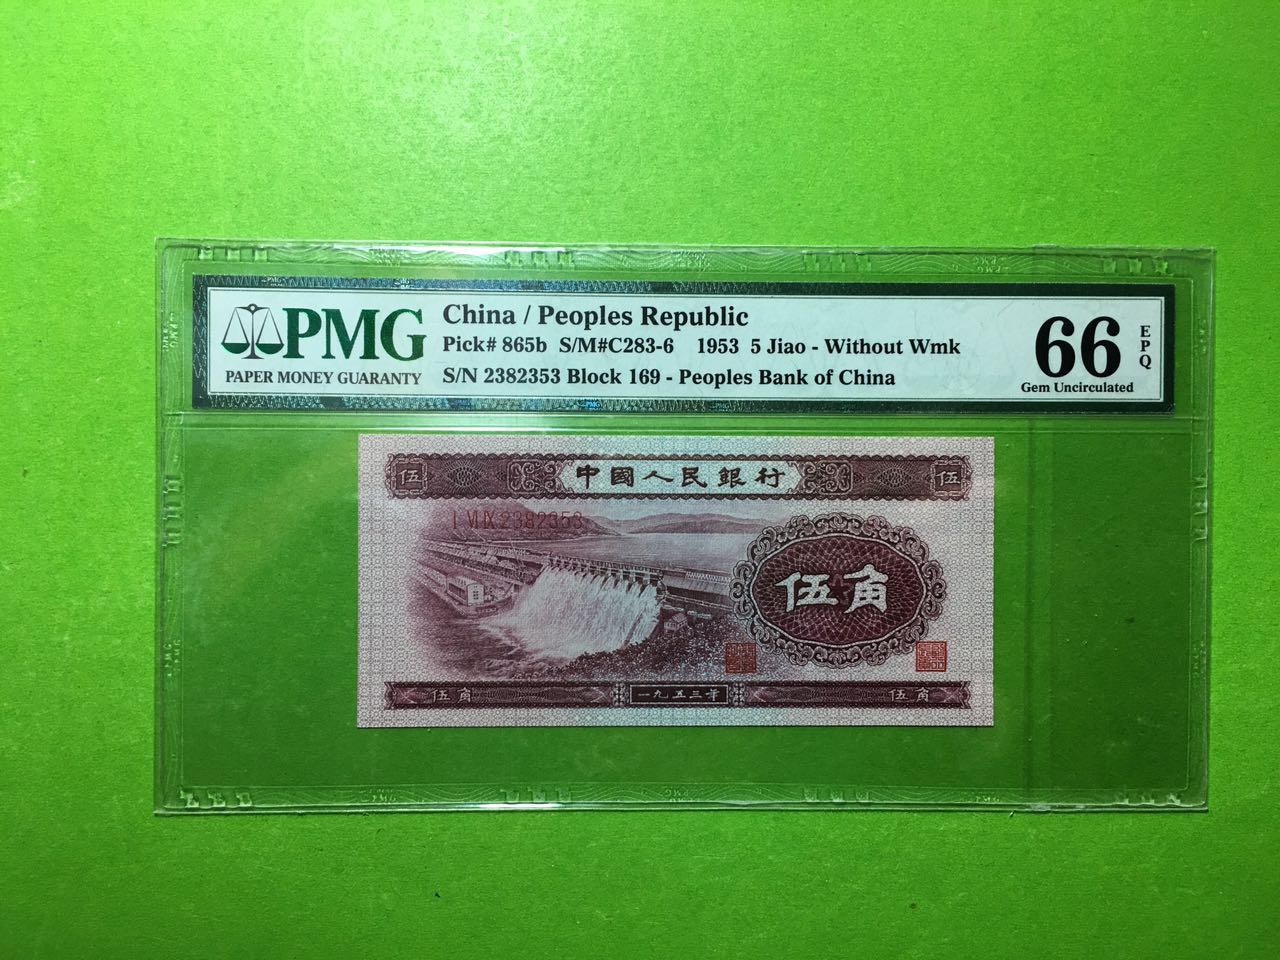 PMG
PAPER MONEY GUARANTY
China / Peoples Republic
Pick# 865b S/M#C283-6 1953 5 Jiao - Without Wmk
S/N 2382353 Block 169 - Peoples Bank of China
66
EPQ
Gem Uncirculated
伍 中國人民銀行 伍
I VI IX 2382353
伍角
伍角 一九五三年 伍角